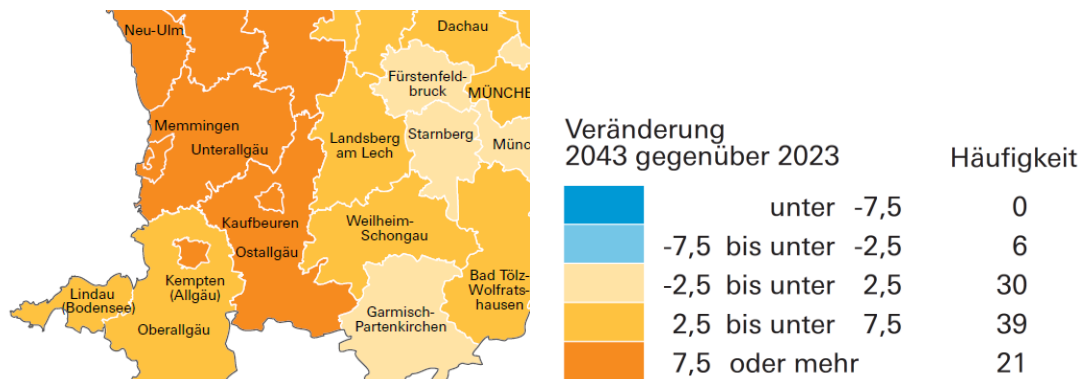 Neu-Ulm
Dachau
Fürstenfeld-
bruck
MÜNCHE
Memmingen
Unterallgäu
Landsberg
am Lech
Starnberg
Münc
Kaufbeuren
Ostallgäu
Weilheim-
Schongau
Kempten
(Allgäu)
Lindau
(Bodensee)
Oberallgäu
Bad Tölz-
Wolfrats-
hausen
Garmisch-
Partenkirchen
Veränderung
2043 gegenüber 2023 Häufigkeit
unter -7,5 0
-7,5 bis unter -2,5 6
-2,5 bis unter 2,5 30
2,5 bis unter 7,5 39
7,5 oder mehr 21